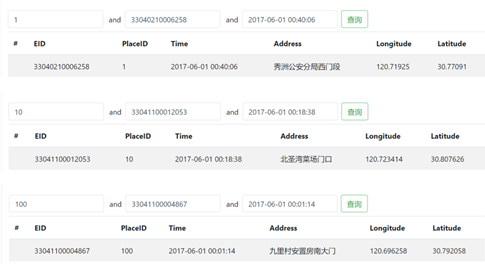 1 and 33040210006258 and 2017-06-01 00:40:06 查询
# EID PlaceID Time Address Longitude Latitude
33040210006258 1 2017-06-01 00:40:06 秀洲公安分局西门段 120.71925 30.77091
10 and 33041100012053 and 2017-06-01 00:18:38 查询
# EID PlaceID Time Address Longitude Latitude
33041100012053 10 2017-06-01 00:18:38 北圣湾菜场门口 120.723414 30.807626
100 and 33041100004867 and 2017-06-01 00:01:14 查询
# EID PlaceID Time Address Longitude Latitude
33041100004867 100 2017-06-01 00:01:14 九里村安置房南大门 120.696258 30.792058